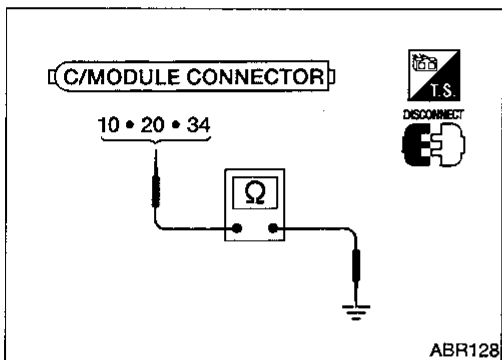 C/MODULE CONNECTOR
T.S.
DISCONNECT
10 • 20 • 34
Ω
ABR128